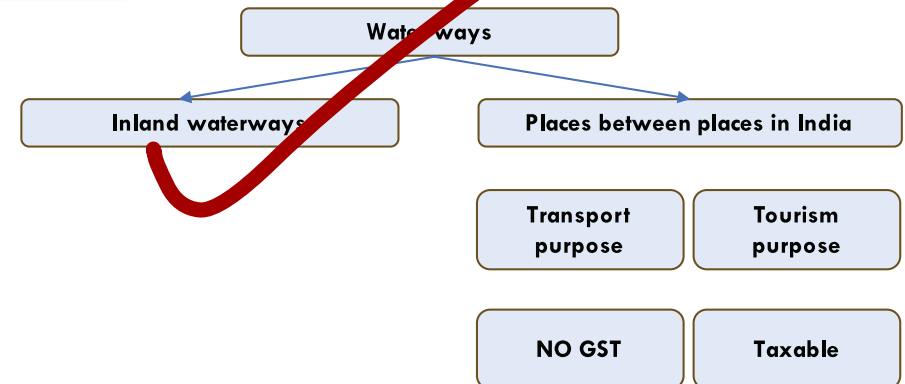 Waterways
Inland waterways
Places between places in India
Transport purpose
Tourism purpose
NO GST
Taxable